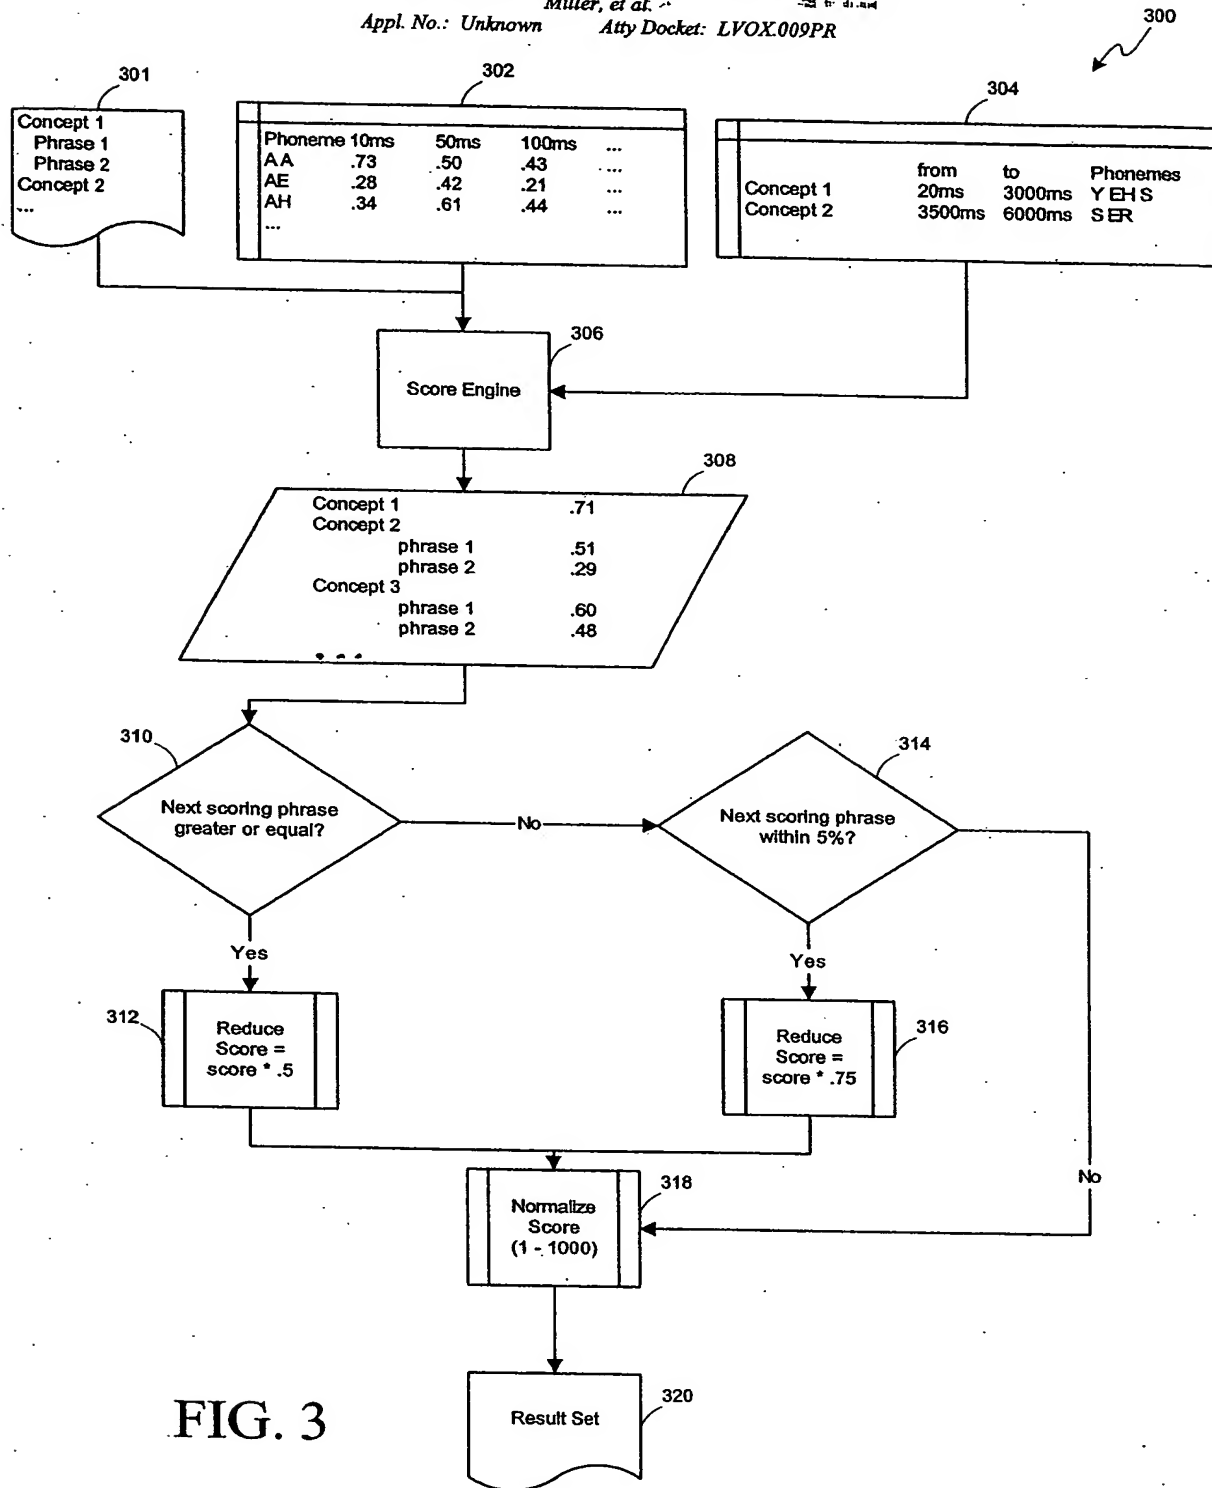 Miller, et al.
Appl. No.: Unknown Atty Docket: LVOX.009PR
300
301
302
304
Concept 1
Phrase 1
Phrase 2
Concept 2
...
Phoneme 10ms 50ms 100ms ...
AA .73 .50 .43 ...
AE .28 .42 .21 ...
AH .34 .61 .44 ...
...
from to Phonemes
Concept 1 20ms 3000ms Y EH S
Concept 2 3500ms 6000ms S ER
306
Score Engine
308
Concept 1 .71
Concept 2
phrase 1 .51
phrase 2 .29
Concept 3
phrase 1 .60
phrase 2 .48
...
310
Next scoring phrase
greater or equal?
No
314
Next scoring phrase
within 5%?
Yes
Yes
312
Reduce
Score =
score * .5
316
Reduce
Score =
score * .75
No
318
Normalize
Score
(1 - 1000)
320
Result Set
FIG. 3